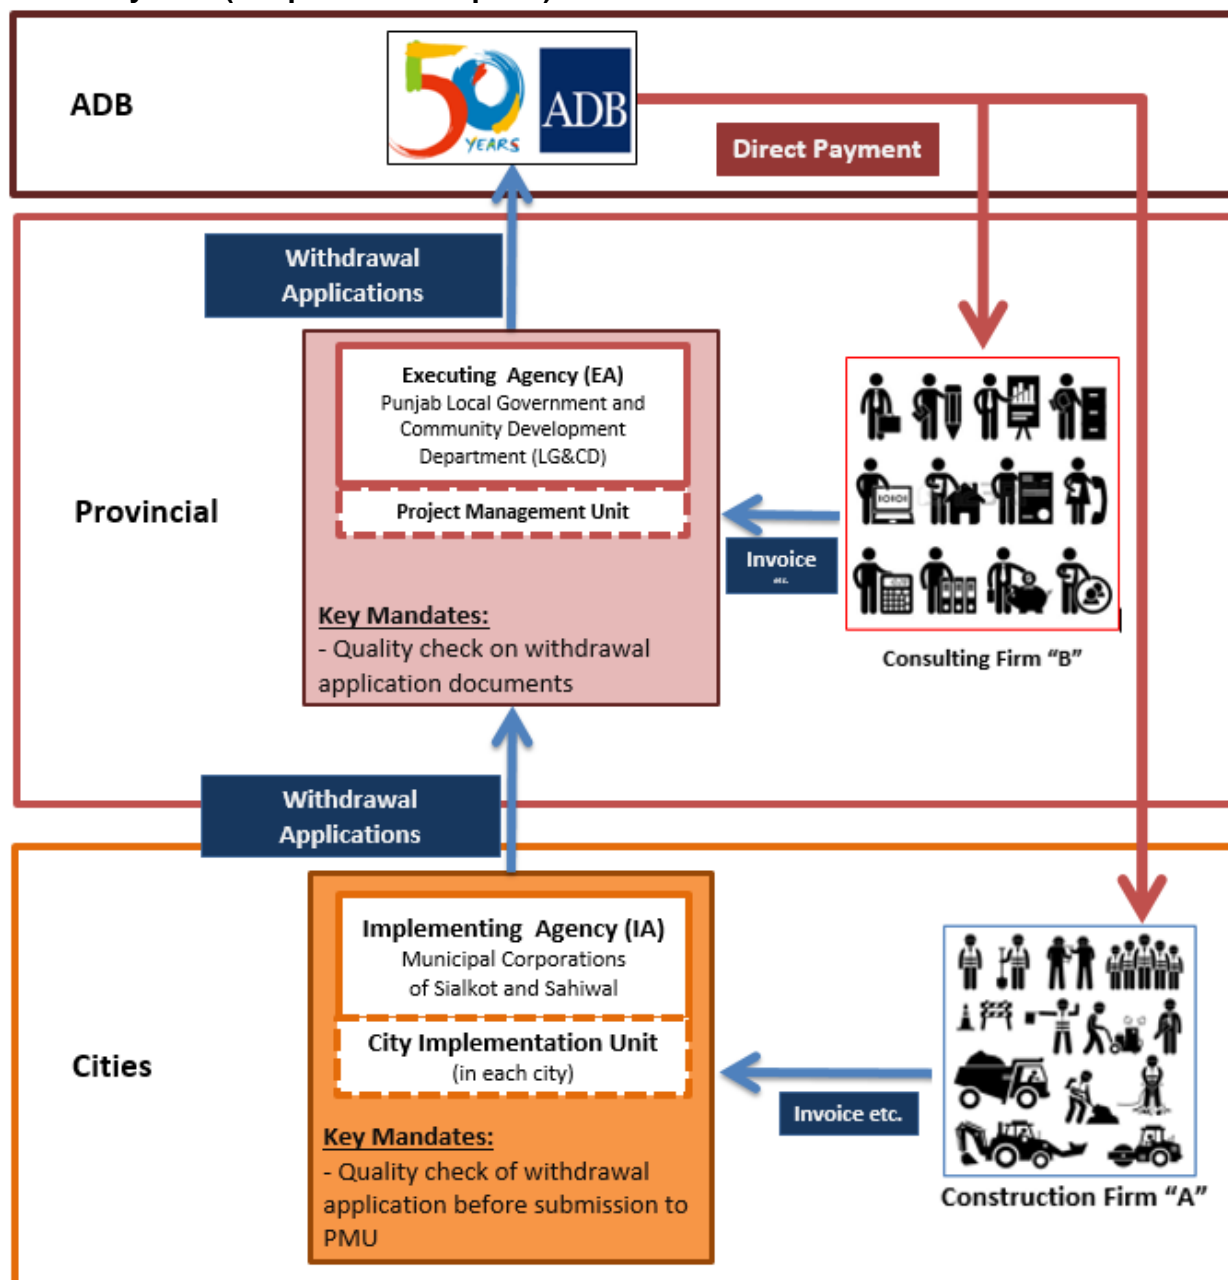 ADB
50
YEARS
ADB
Direct Payment
Withdrawal
Applications
Executing Agency (EA)
Punjab Local Government and
Community Development
Department (LG&CD)
Project Management Unit
Provincial
Invoice
etc.
Key Mandates:
- Quality check on withdrawal
application documents
Consulting Firm “B”
Withdrawal
Applications
Implementing Agency (IA)
Municipal Corporations
of Sialkot and Sahiwal
City Implementation Unit
(in each city)
Cities
Invoice etc.
Key Mandates:
- Quality check of withdrawal
application before submission to
PMU
Construction Firm “A”